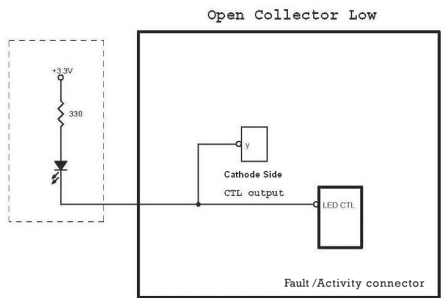 Open Collector Low
+3.3V
330
y
Cathode Side
CTL output
LED CTL
Fault/Activity connector